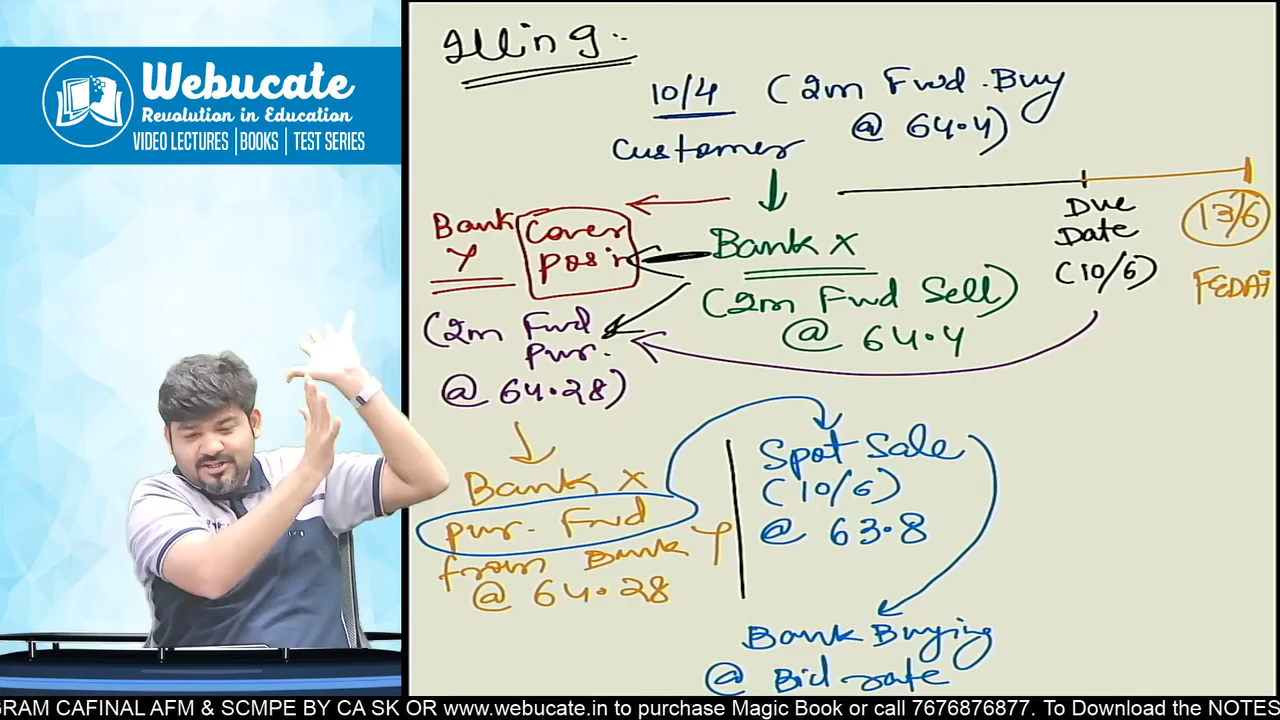 Webucate
Revolution in Education
VIDEO LECTURES | BOOKS | TEST SERIES
10/4 (2m Fwd. Buy
@ 64.4)
Customer
Bank Y
Cover
posi'n
Bank X
(2m Fwd Sell)
@ 64.4
Due
Date
(10/6)
13/6
FEDAI
(2m Fwd
pur.
@ 64.28)
Bank X
pur. Fwd
from Bank Y
@ 64.28
Spot Sale
(10/6)
@ 63.8
Bank Buying
@ Bid rate
GRAM CAFINAL AFM & SCMPE BY CA SK OR www.webucate.in to purchase Magic Book or call 7676876877. To Download the NOTES